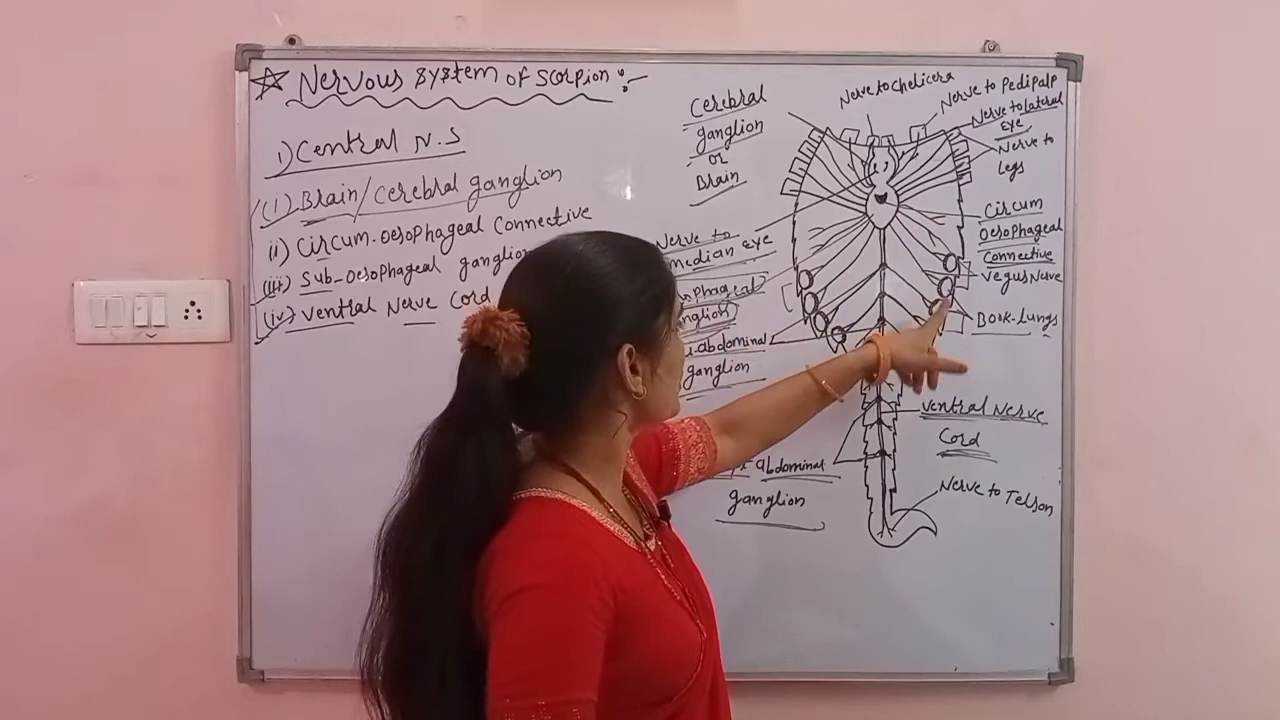 ☆ Nervous system of scorpion :-
1) Central N.S
(i) Brain/cerebral ganglion
ii) Circum-oesophageal Connective
(iii) Sub-oesophageal ganglion
(iv) ventral Nerve Cord
Cerebral
ganglion
or
Brain
Nerve to chelicera
Nerve to Pedipalp
Nerve to lateral
eye
Nerve to
legs
Circum
Oesophageal
Connective
Vegus Nerve
Book-lungs
Nerve to
median eye
abdominal
ganglion
ventral Nerve
Cord
abdominal
ganglion
Nerve to Telson